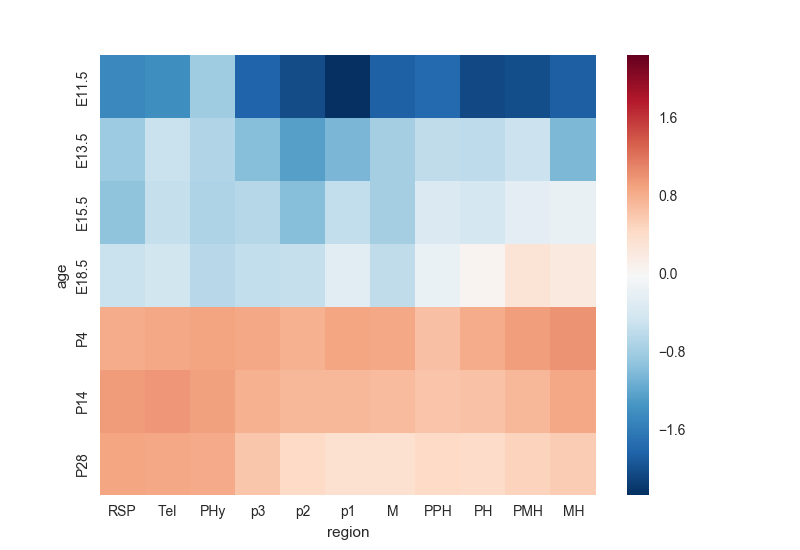 E11.5
E13.5
E15.5
E18.5
P4
P14
P28
age
RSP Tel PHy p3 p2 p1 M PPH PH PMH MH
region
1.6
0.8
0.0
−0.8
−1.6